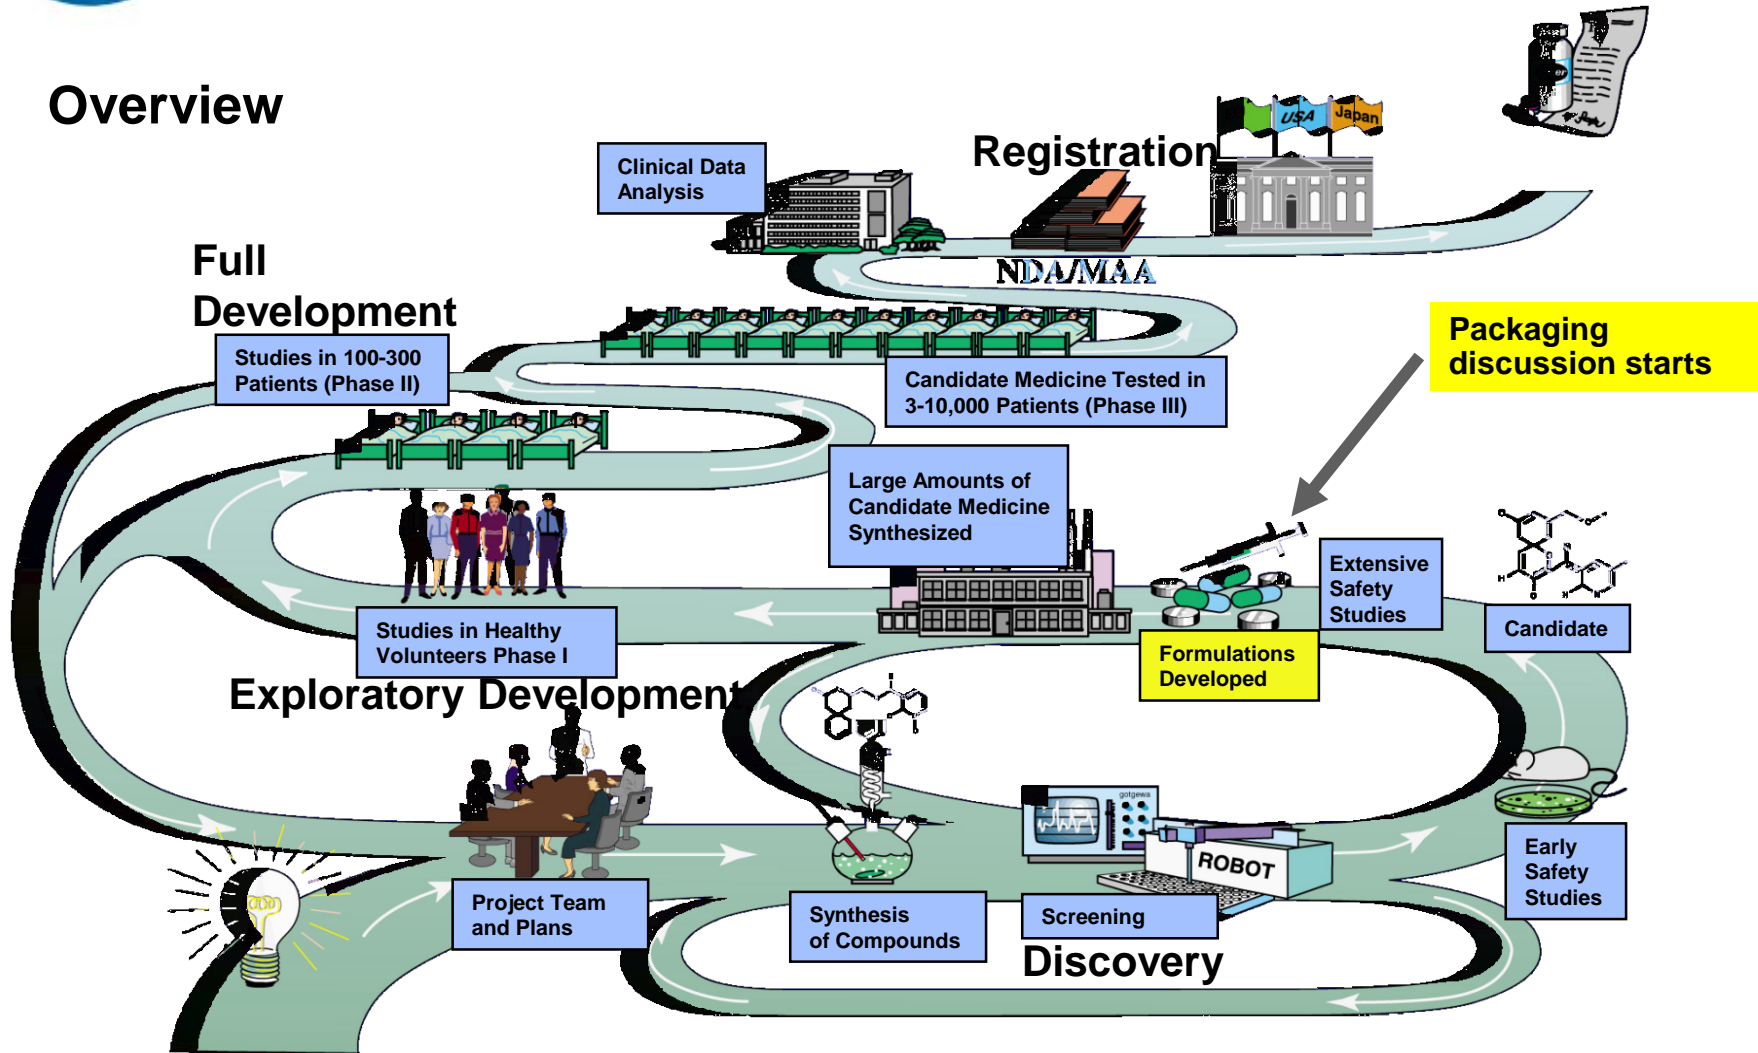 Overview
Registration
USA
Japan
Clinical Data
Analysis
NDA/MAA
Full
Development
Studies in 100-300
Patients (Phase II)
Candidate Medicine Tested in
3-10,000 Patients (Phase III)
Packaging
discussion starts
Large Amounts of
Candidate Medicine
Synthesized
Extensive
Safety
Studies
Candidate
Formulations
Developed
Studies in Healthy
Volunteers Phase I
Exploratory Development
gotgewa
ROBOT
Early
Safety
Studies
Project Team
and Plans
Synthesis
of Compounds
Screening
Discovery